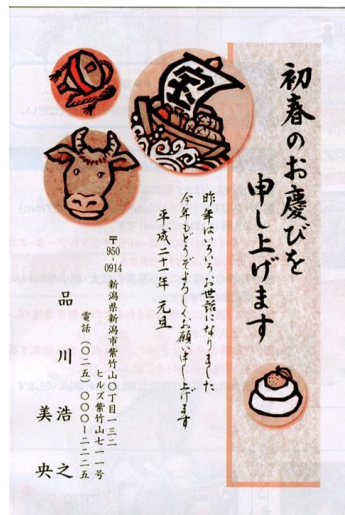 初春のお慶びを
申し上げます
昨年はいろいろお世話になりました
今年もどうぞよろしくお願い申し上げます
平成二十一年 元旦
〒950-0914 新潟県新潟市紫竹山〇丁目一三二
ヒルズ紫竹山七一一号
電話(〇二五)〇〇〇ー二二二五
品川 浩之
美央
宝